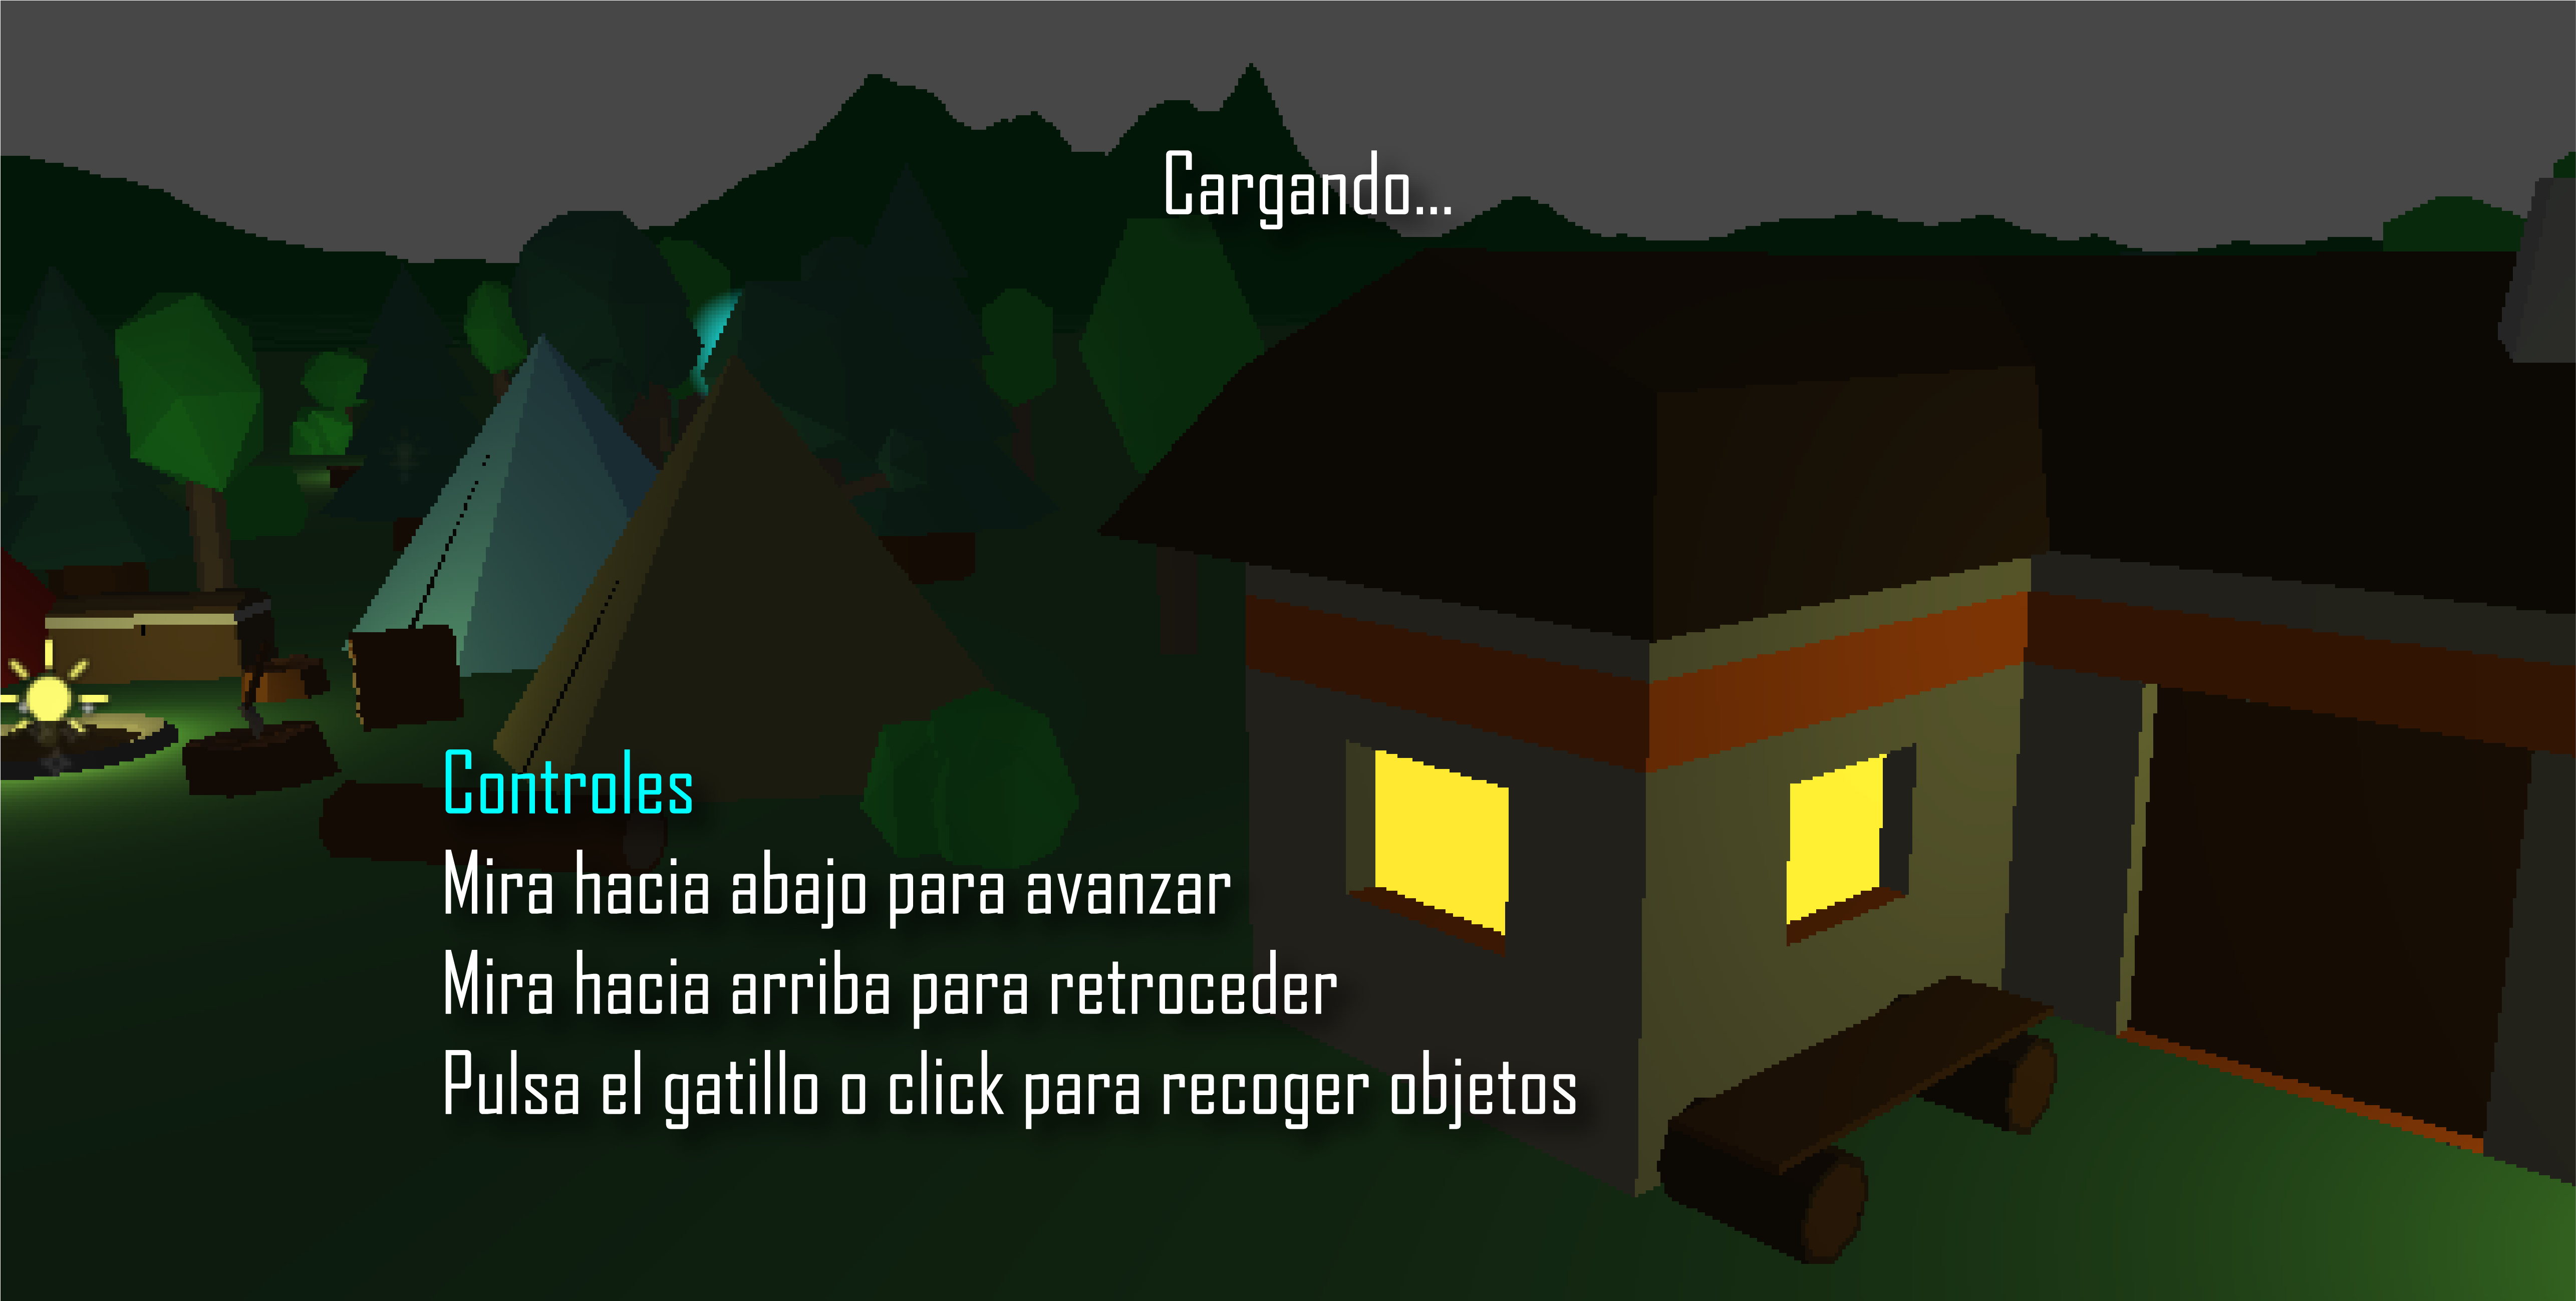 Cargando...
Controles
Mira hacia abajo para avanzar
Mira hacia arriba para retroceder
Pulsa el gatillo o click para recoger objetos